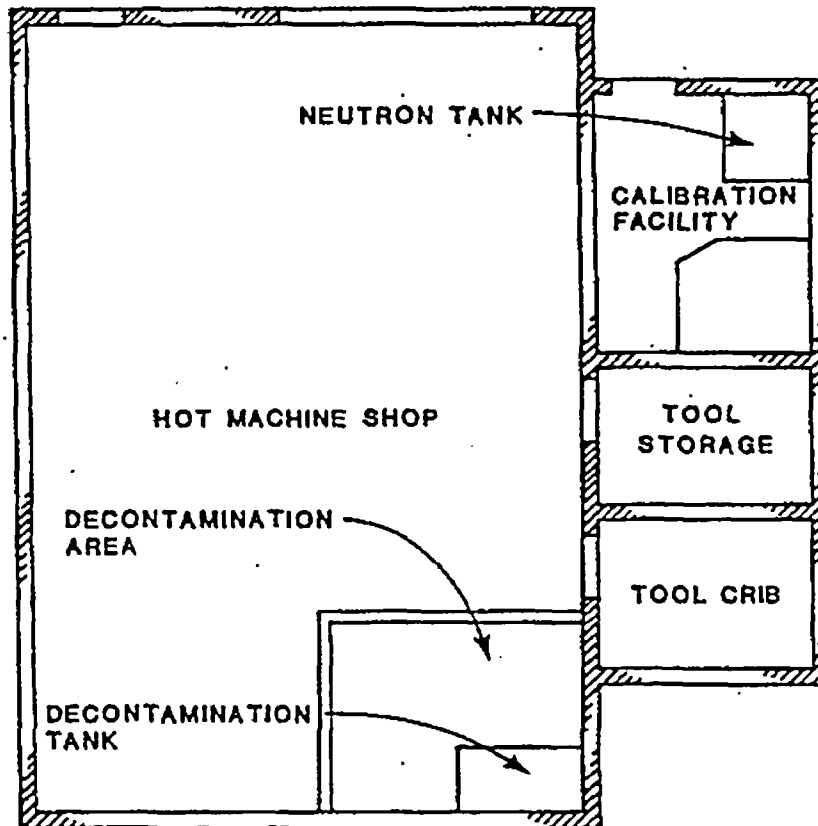 NEUTRON TANK
CALIBRATION
FACILITY
HOT MACHINE SHOP
TOOL
STORAGE
DECONTAMINATION
AREA
TOOL CRIB
DECONTAMINATION
TANK